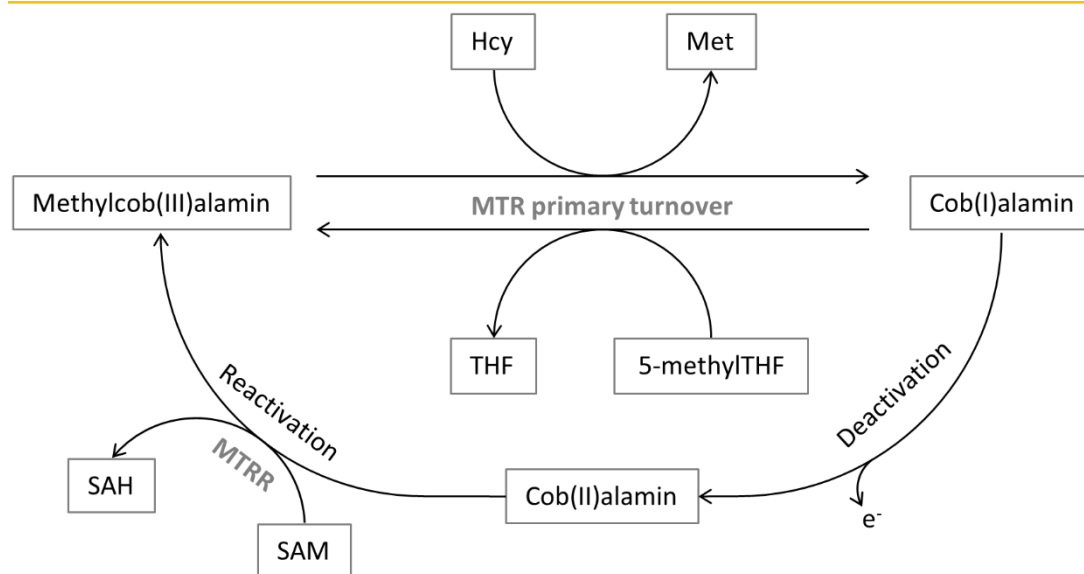 Hcy
Met
Methylcob(III)alamin
MTR primary turnover
Cob(I)alamin
THF
5-methylTHF
Reactivation
Deactivation
MTRR
SAH
Cob(II)alamin
e-
SAM